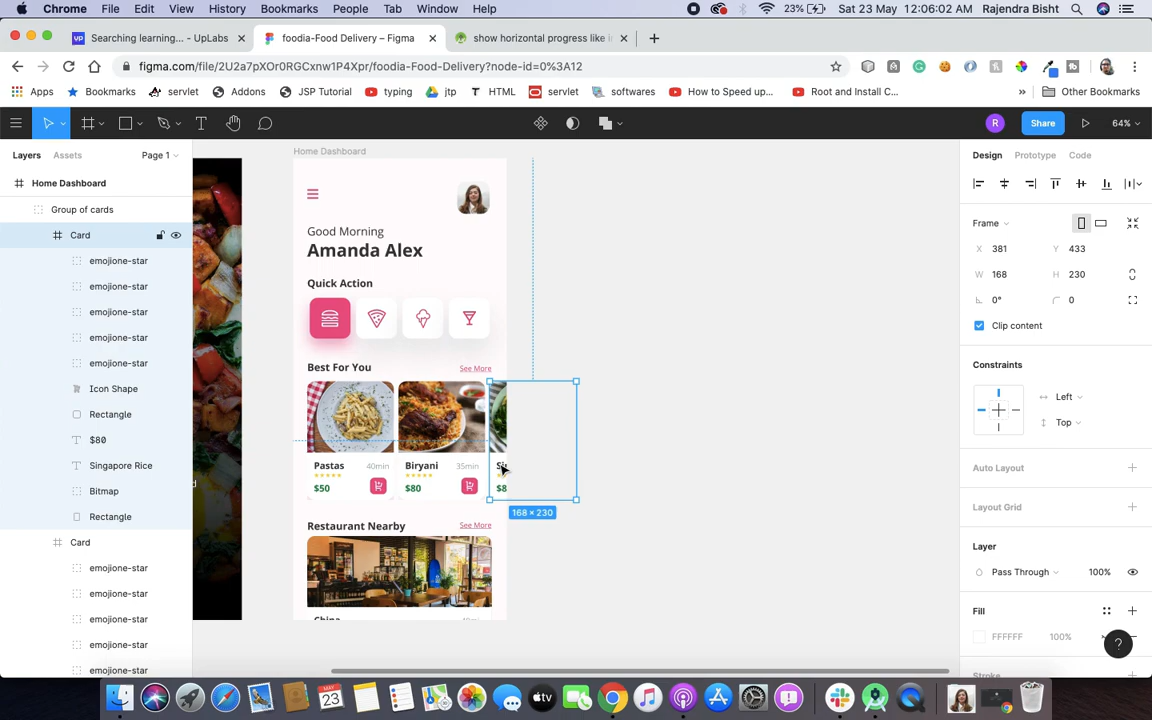 Chrome File Edit View History Bookmarks People Tab Window Help 23% Sat 23 May 12:06:02 AM Rajendra Bisht
Searching learning... - UpLabs foodia-Food Delivery – Figma show horizontal progress like i
figma.com/file/2U2a7pXOr0RGCxnw1P4Xpr/foodia-Food-Delivery?node-id=0%3A12
Apps Bookmarks servlet Addons JSP Tutorial typing jtp HTML servlet softwares How to Speed up... Root and Install C... » Other Bookmarks
R Share 64%
Layers Assets Page 1
Home Dashboard
Group of cards
Card
emojione-star
emojione-star
emojione-star
emojione-star
emojione-star
Icon Shape
Rectangle
$80
Singapore Rice
Bitmap
Rectangle
Card
emojione-star
emojione-star
emojione-star
emojione-star
emojione-star
Home Dashboard
Good Morning
Amanda Alex
Quick Action
Best For You See More
Pastas 40min Biryani 35min
$50 $80 $8
168 × 230
Restaurant Nearby See More
China
Design Prototype Code
Frame
X 381 Y 433
W 168 H 230
0° 0
Clip content
Constraints
Left
Top
Auto Layout
Layout Grid
Layer
Pass Through 100%
Fill
FFFFFF 100%
?
MAY
23